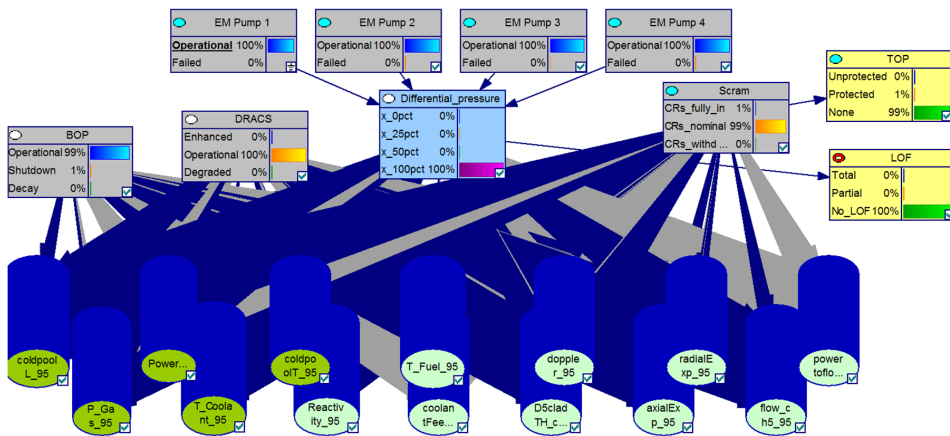 EM Pump 1
Operational 100%
Failed 0%
EM Pump 2
Operational 100%
Failed 0%
EM Pump 3
Operational 100%
Failed 0%
EM Pump 4
Operational 100%
Failed 0%
TOP
Unprotected 0%
Protected 1%
None 99%
Differential_pressure
x_0pct 0%
x_25pct 0%
x_50pct 0%
x_100pct 100%
Scram
CRs_fully_in 1%
CRs_nominal 99%
CRs_withd ... 0%
DRACS
Enhanced 0%
Operational 100%
Degraded 0%
BOP
Operational 99%
Shutdown 1%
Decay 0%
LOF
Total 0%
Partial 0%
No_LOF 100%
coldpool
L_95
Power...
coldpo
olT_95
T_Fuel_95
dopple
r_95
radialE
xp_95
power
toflo...
P_Ga
s_95
T_Coola
nt_95
Reactiv
ity_95
coolan
tFee...
D5clad
TH_c...
axialEx
p_95
flow_c
h5_95